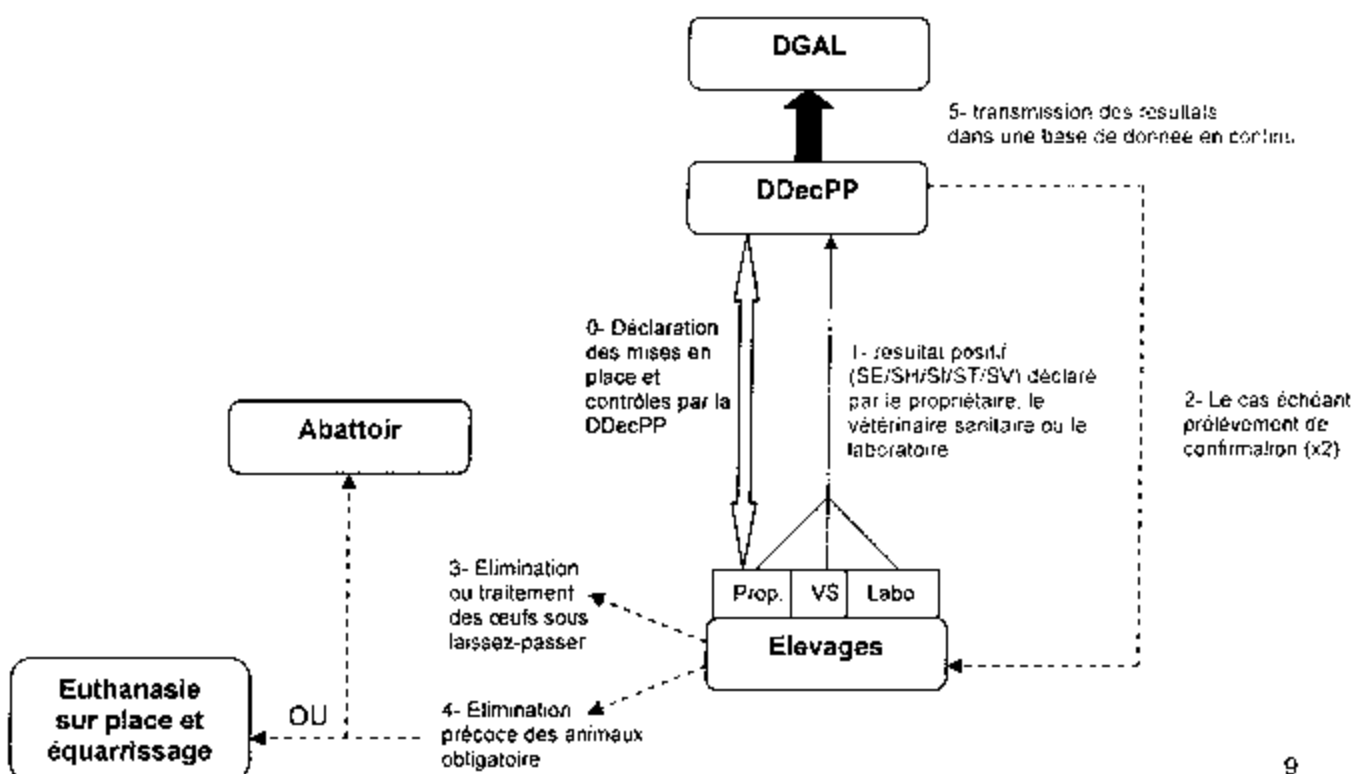 DGAL
5- transmission des resultats
dans une base de donnee en continu
DDecPP
0- Déclaration
des mises en
place et
contrôles par la
DDecPP
1- resultat positif
(SE/SH/SI/ST/SV) déclaré
par le propriétaire, le
vétérinaire sanitaire ou le
laboratoire
2- Le cas échéant
prélèvement de
confirmation (x2)
Abattoir
3- Elimination
ou traitement
des œufs sous
laissez-passer
Prop.
VS
Labo
Elevages
Euthanasie
sur place et
équarrissage
OU
4- Elimination
précoce des animaux
obligatoire
9